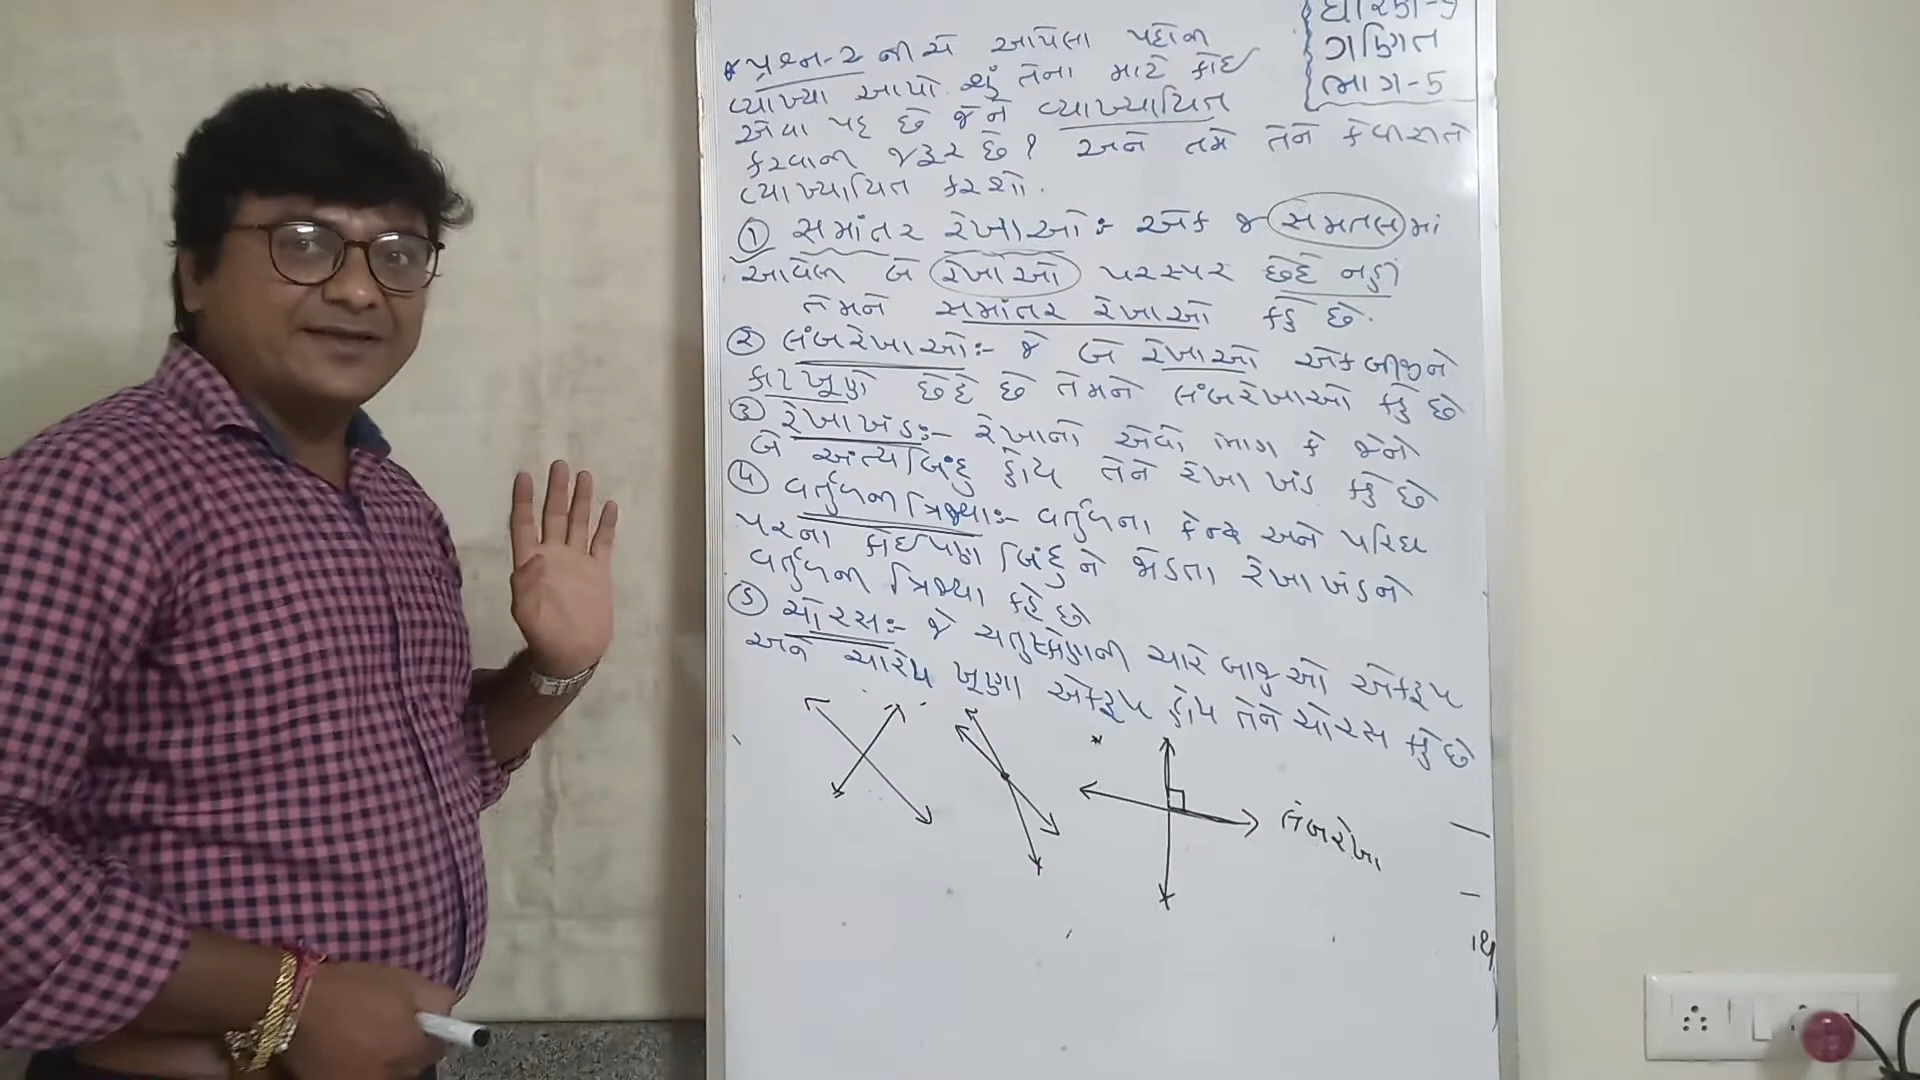 ધોરણ-9
ગણિત
ભાગ-5
* પ્રશ્ન-2 નીચે આપેલા પદોની
વ્યાખ્યા આપો. શું તેના માટે કોઈ
એવા પદ છે જેને વ્યાખ્યાયિત
કરવાની જરૂર છે? અને તમે તેને કેવી રીતે
વ્યાખ્યાયિત કરશો.
① સમાંતર રેખાઓઃ- એક જ સમતલમાં
આવેલ બે રેખાઓ પરસ્પર છેદે નહીં
તેમને સમાંતર રેખાઓ કહે છે.
② લંબરેખાઓઃ- જે બે રેખાઓ એકબીજીને
કાટખૂણે છેદે છે તેમને લંબરેખાઓ કહે છે
③ રેખાખંડઃ- રેખાનો એવો ભાગ કે જેને
બે અંત્યબિંદુ હોય તેને રેખાખંડ કહે છે
④ વર્તુળની ત્રિજ્યાઃ- વર્તુળના કેન્દ્ર અને પરિઘ
પરના કોઈપણ બિંદુને જોડતા રેખાખંડને
વર્તુળની ત્રિજ્યા કહે છે
⑤ ચોરસઃ- જે ચતુષ્કોણની ચારે બાજુઓ એકરૂપ
અને ચારેય ખૂણા એકરૂપ હોય તેને ચોરસ કહે છે
લંબરેખા